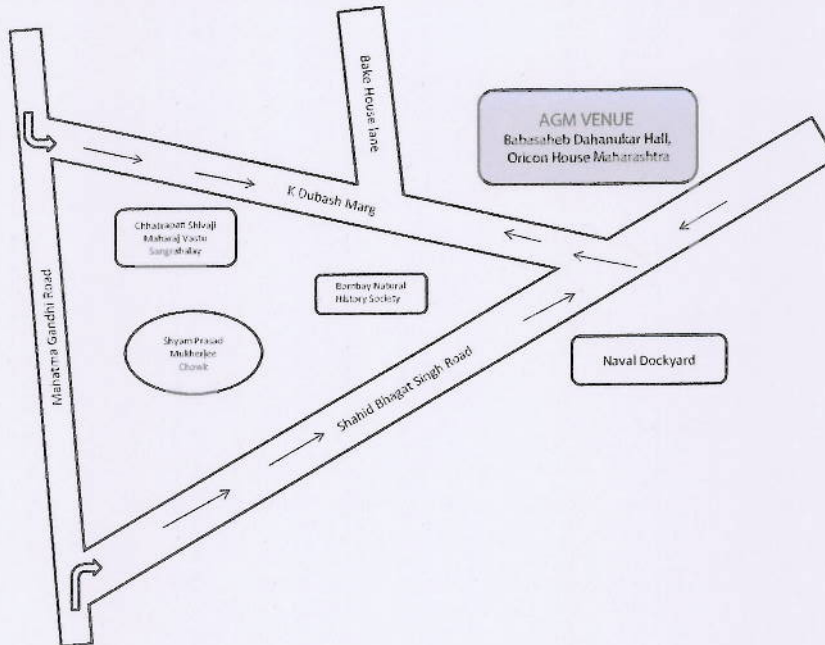 Bake House lane
AGM VENUE
Babasaheb Dahanukar Hall,
Oricon House Maharashtra
K Dubash Marg
Chhatrapati Shivaji
Maharaj Vastu
Sangrahalay
Bombay Natural
History Society
Mahatma Gandhi Road
Shyam Prasad
Mukherjee
Chowk
Naval Dockyard
Shahid Bhagat Singh Road